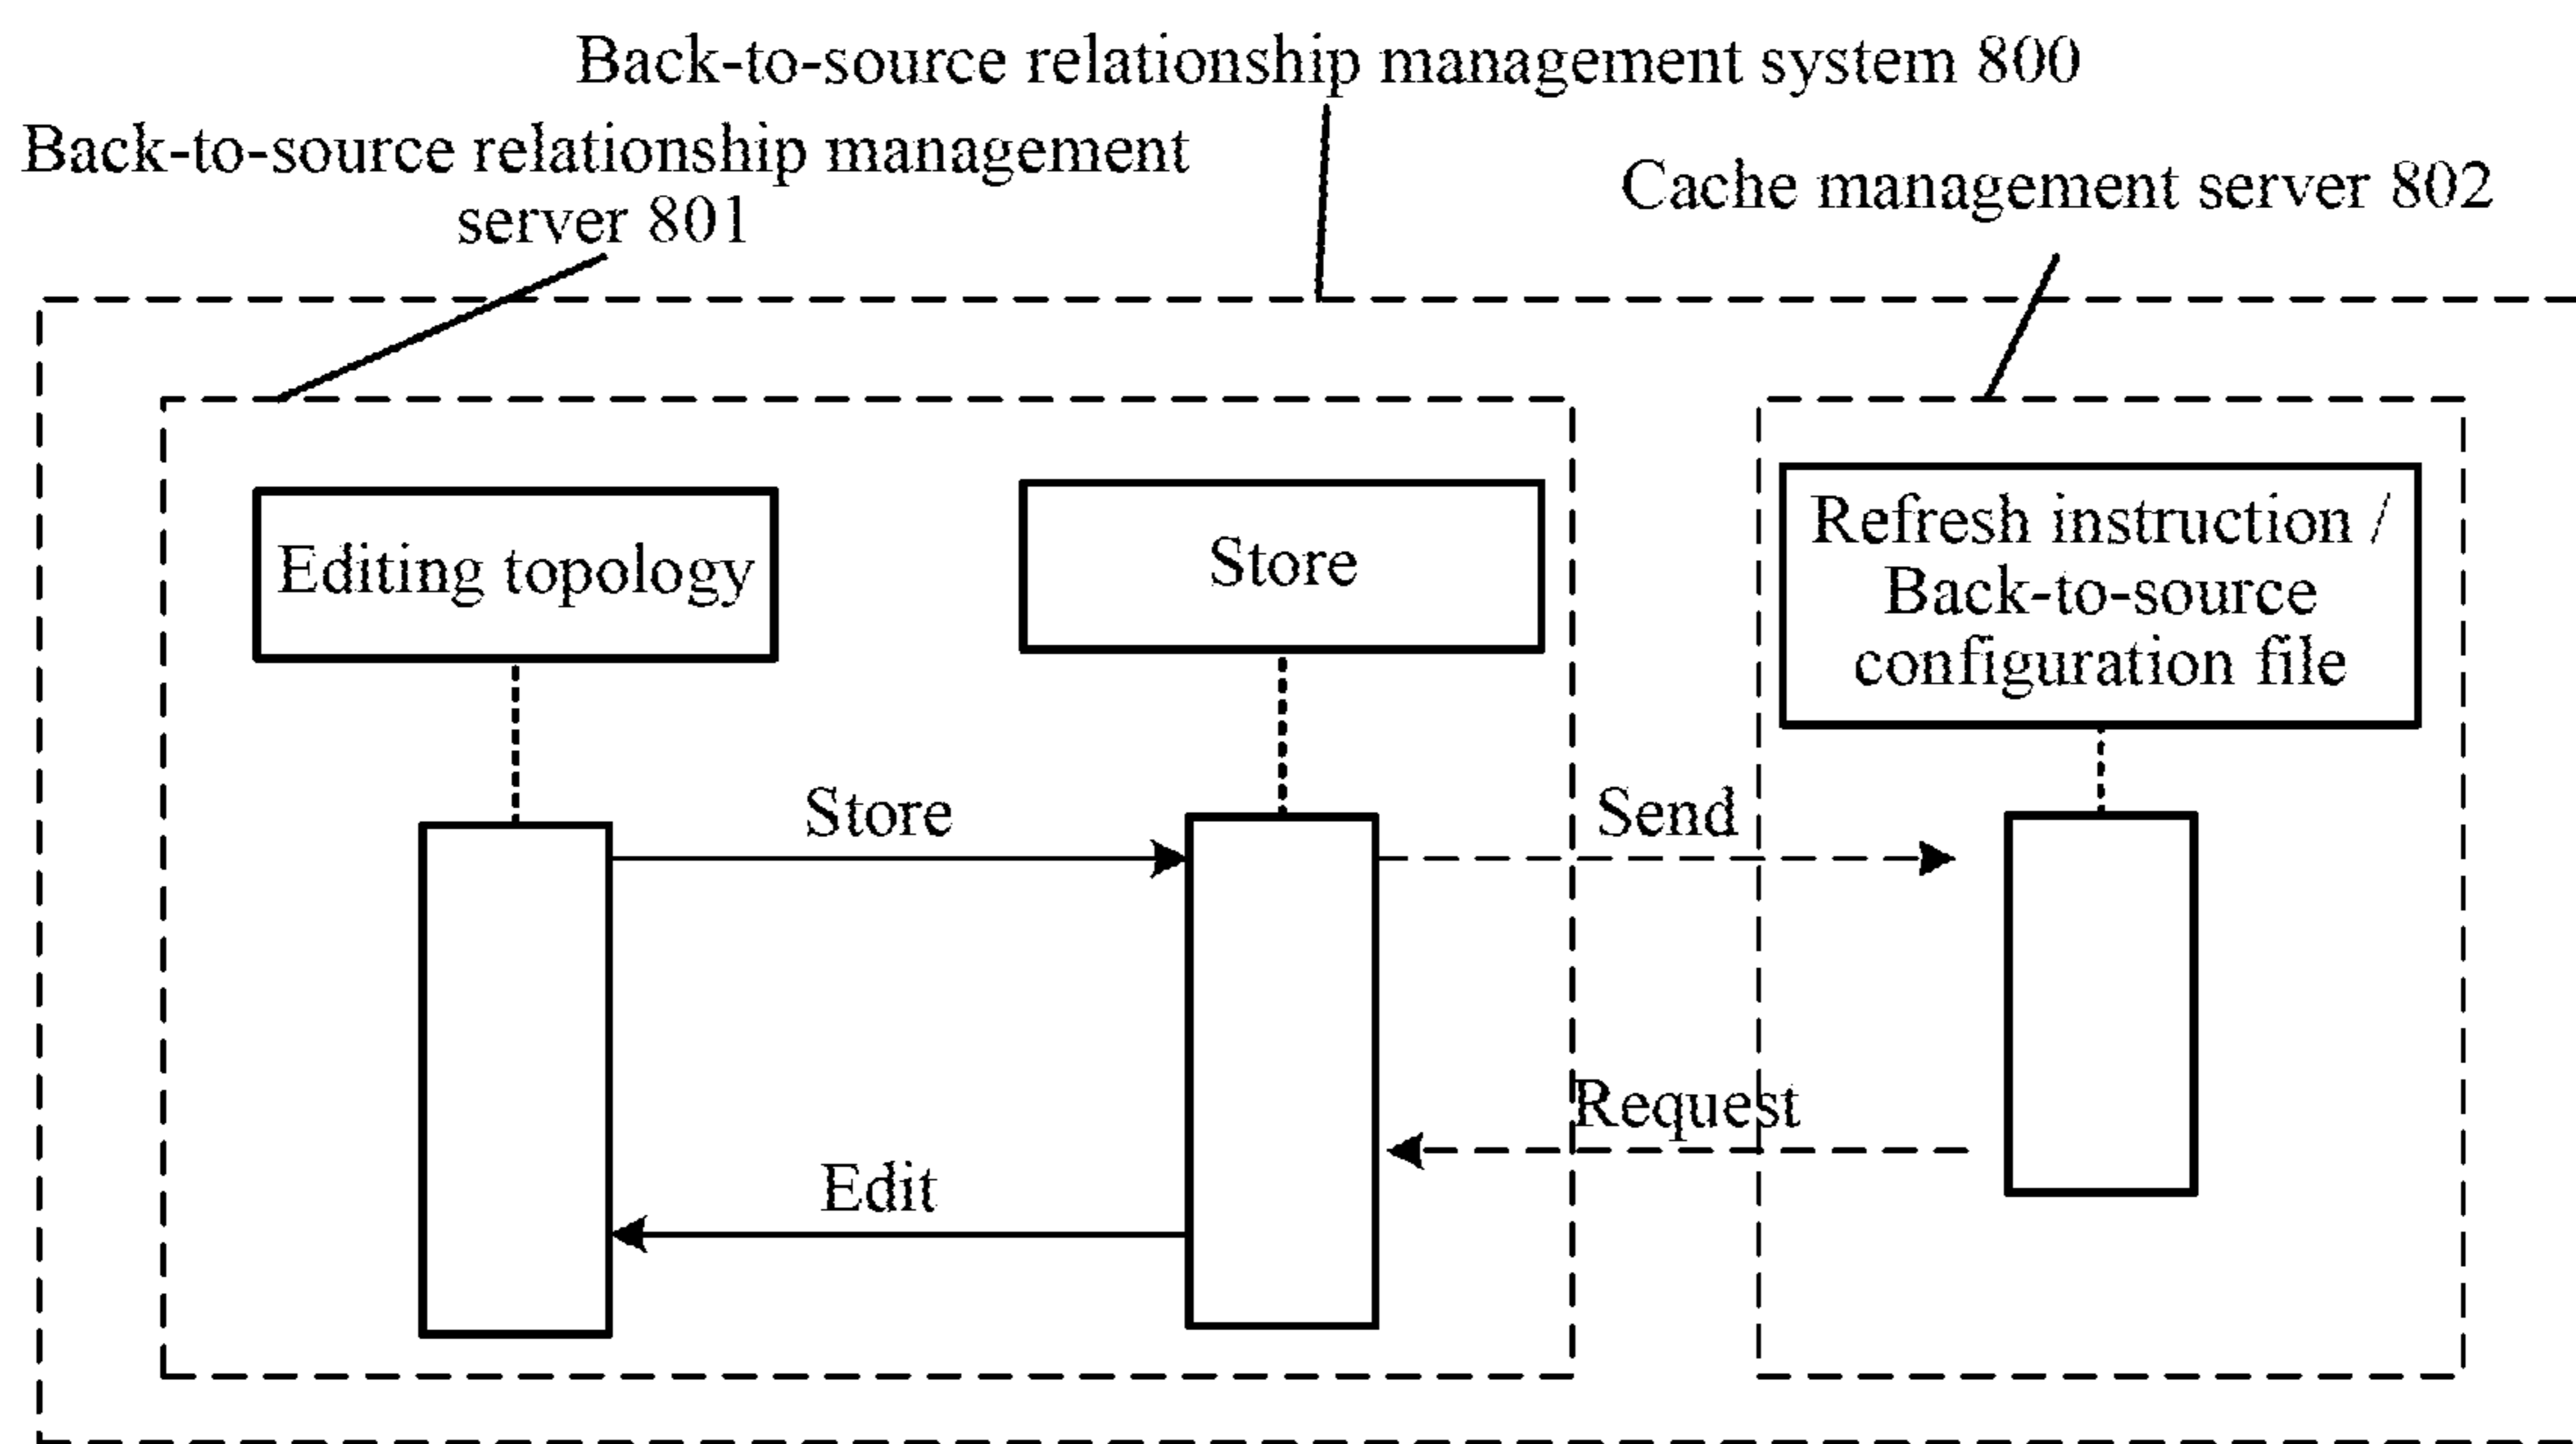 Back-to-source relationship management system 800
Back-to-source relationship management
server 801
Cache management server 802
Editing topology
Store
Refresh instruction /
Back-to-source
configuration file
Store
Send
Request
Edit